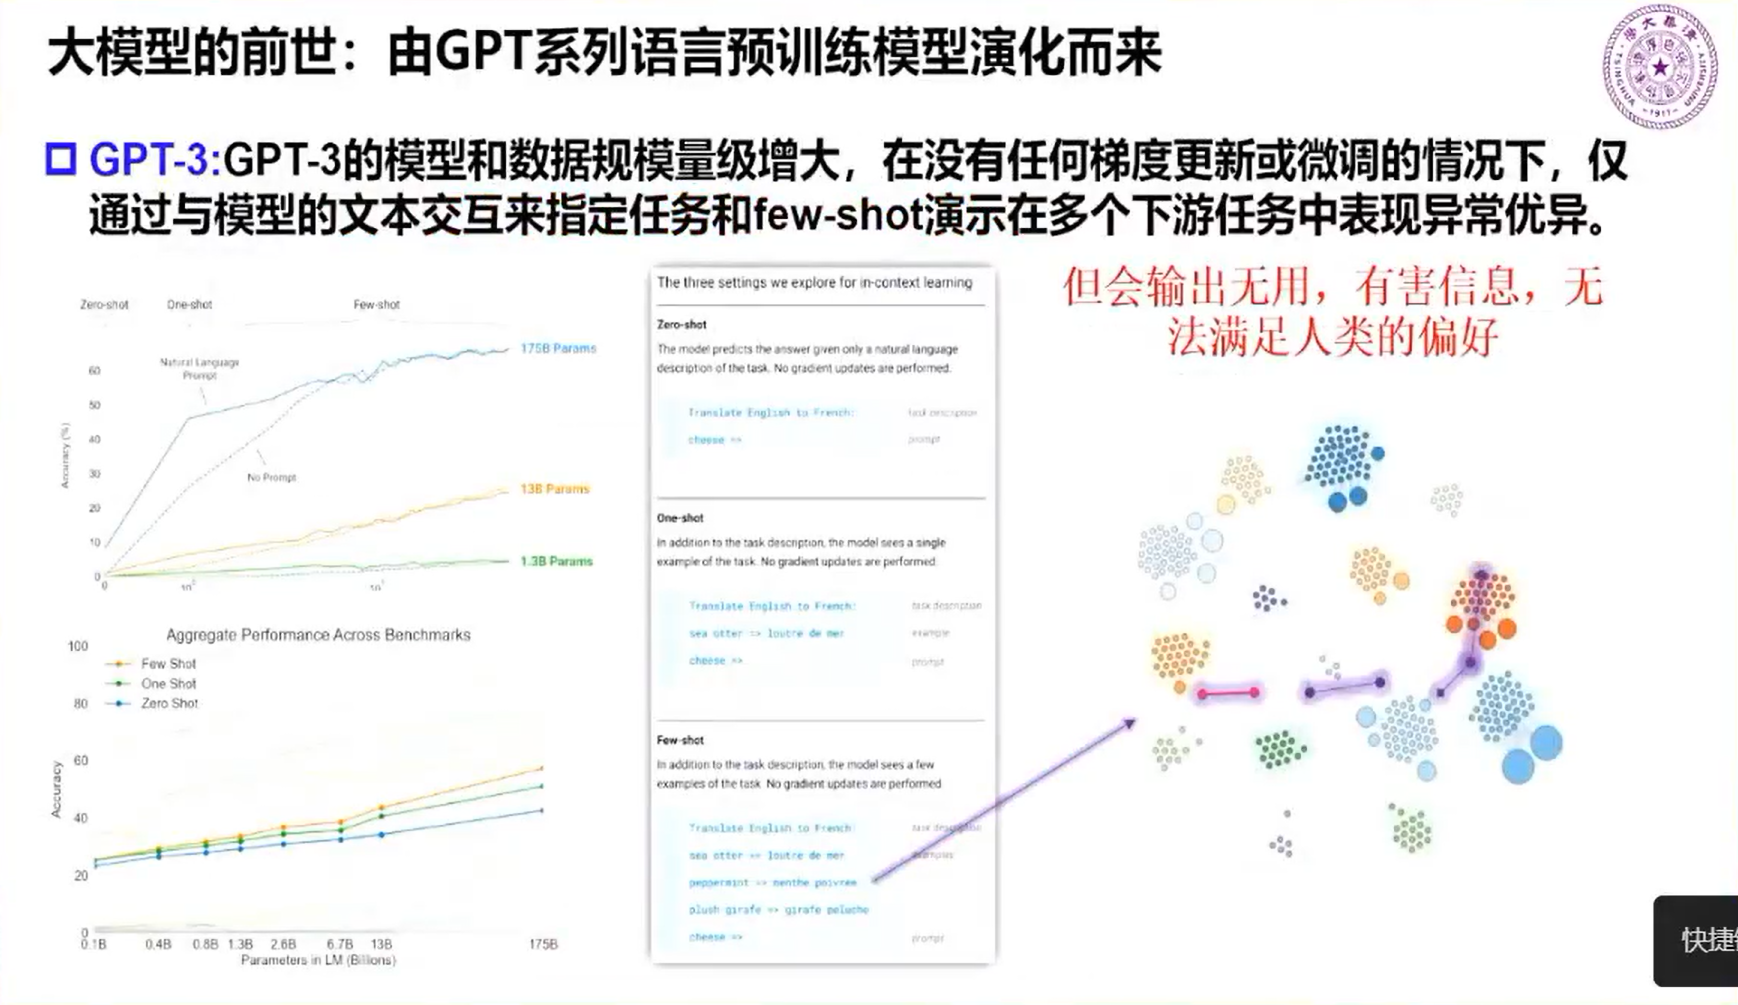 大模型的前世：由GPT系列语言预训练模型演化而来
GPT-3:GPT-3的模型和数据规模量级增大，在没有任何梯度更新或微调的情况下，仅
通过与模型的文本交互来指定任务和few-shot演示在多个下游任务中表现异常优异。
但会输出无用，有害信息，无
法满足人类的偏好
Zero-shot One-shot Few-shot
175B Params
Natural Language
Prompt
No Prompt
13B Params
1.3B Params
Accuracy (%)
60
50
40
30
20
10
0
0
Aggregate Performance Across Benchmarks
Few Shot
One Shot
Zero Shot
Accuracy
100
80
60
40
20
0
0.1B 0.4B 0.8B 1.3B 2.6B 6.7B 13B 175B
Parameters in LM (Billions)
The three settings we explore for in-context learning
Zero-shot
The model predicts the answer given only a natural language
description of the task. No gradient updates are performed.
Translate English to French: task description
cheese => prompt
One-shot
In addition to the task description, the model sees a single
example of the task. No gradient updates are performed.
Translate English to French: task description
sea otter => loutre de mer example
cheese => prompt
Few-shot
In addition to the task description, the model sees a few
examples of the task. No gradient updates are performed
Translate English to French: task description
sea otter => loutre de mer examples
peppermint => menthe poivree
plush girafe => girafe peluche
cheese => prompt
TSINGHUA UNIVERSITY
-1911-
快捷